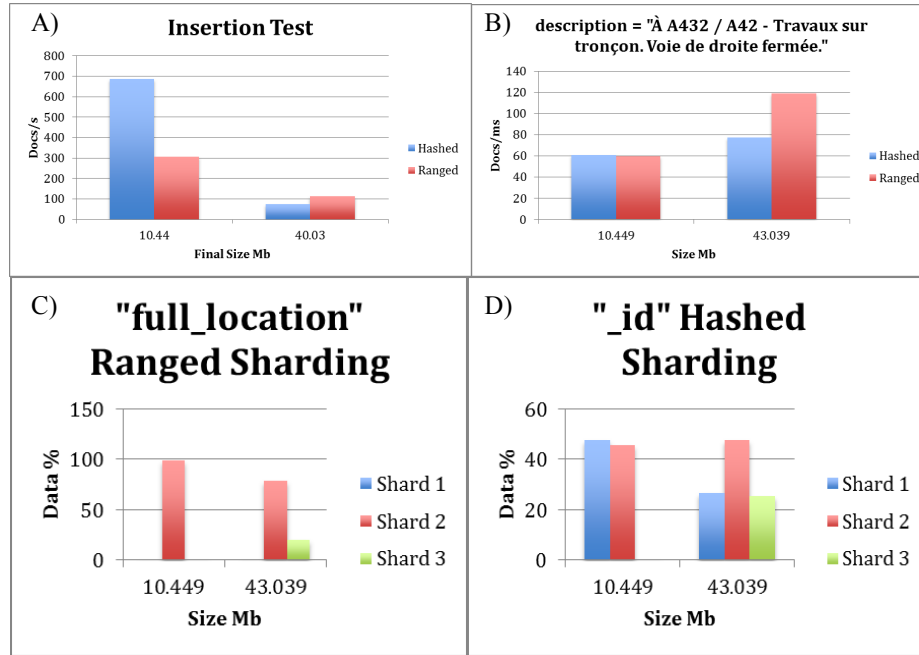 A)
Insertion Test
800
700
600
500
400
300
200
100
0
Docs/s
10.44
40.03
Final Size Mb
Hashed
Ranged
B)
description = "À A432 / A42 - Travaux sur
tronçon. Voie de droite fermée."
140
120
100
80
60
40
20
0
Docs/ms
10.449
43.039
Size Mb
Hashed
Ranged
C)
"full_location"
Ranged Sharding
150
100
50
0
Data %
10.449
43.039
Size Mb
Shard 1
Shard 2
Shard 3
D)
"_id" Hashed
Sharding
60
40
20
0
Data %
10.449
43.039
Size Mb
Shard 1
Shard 2
Shard 3